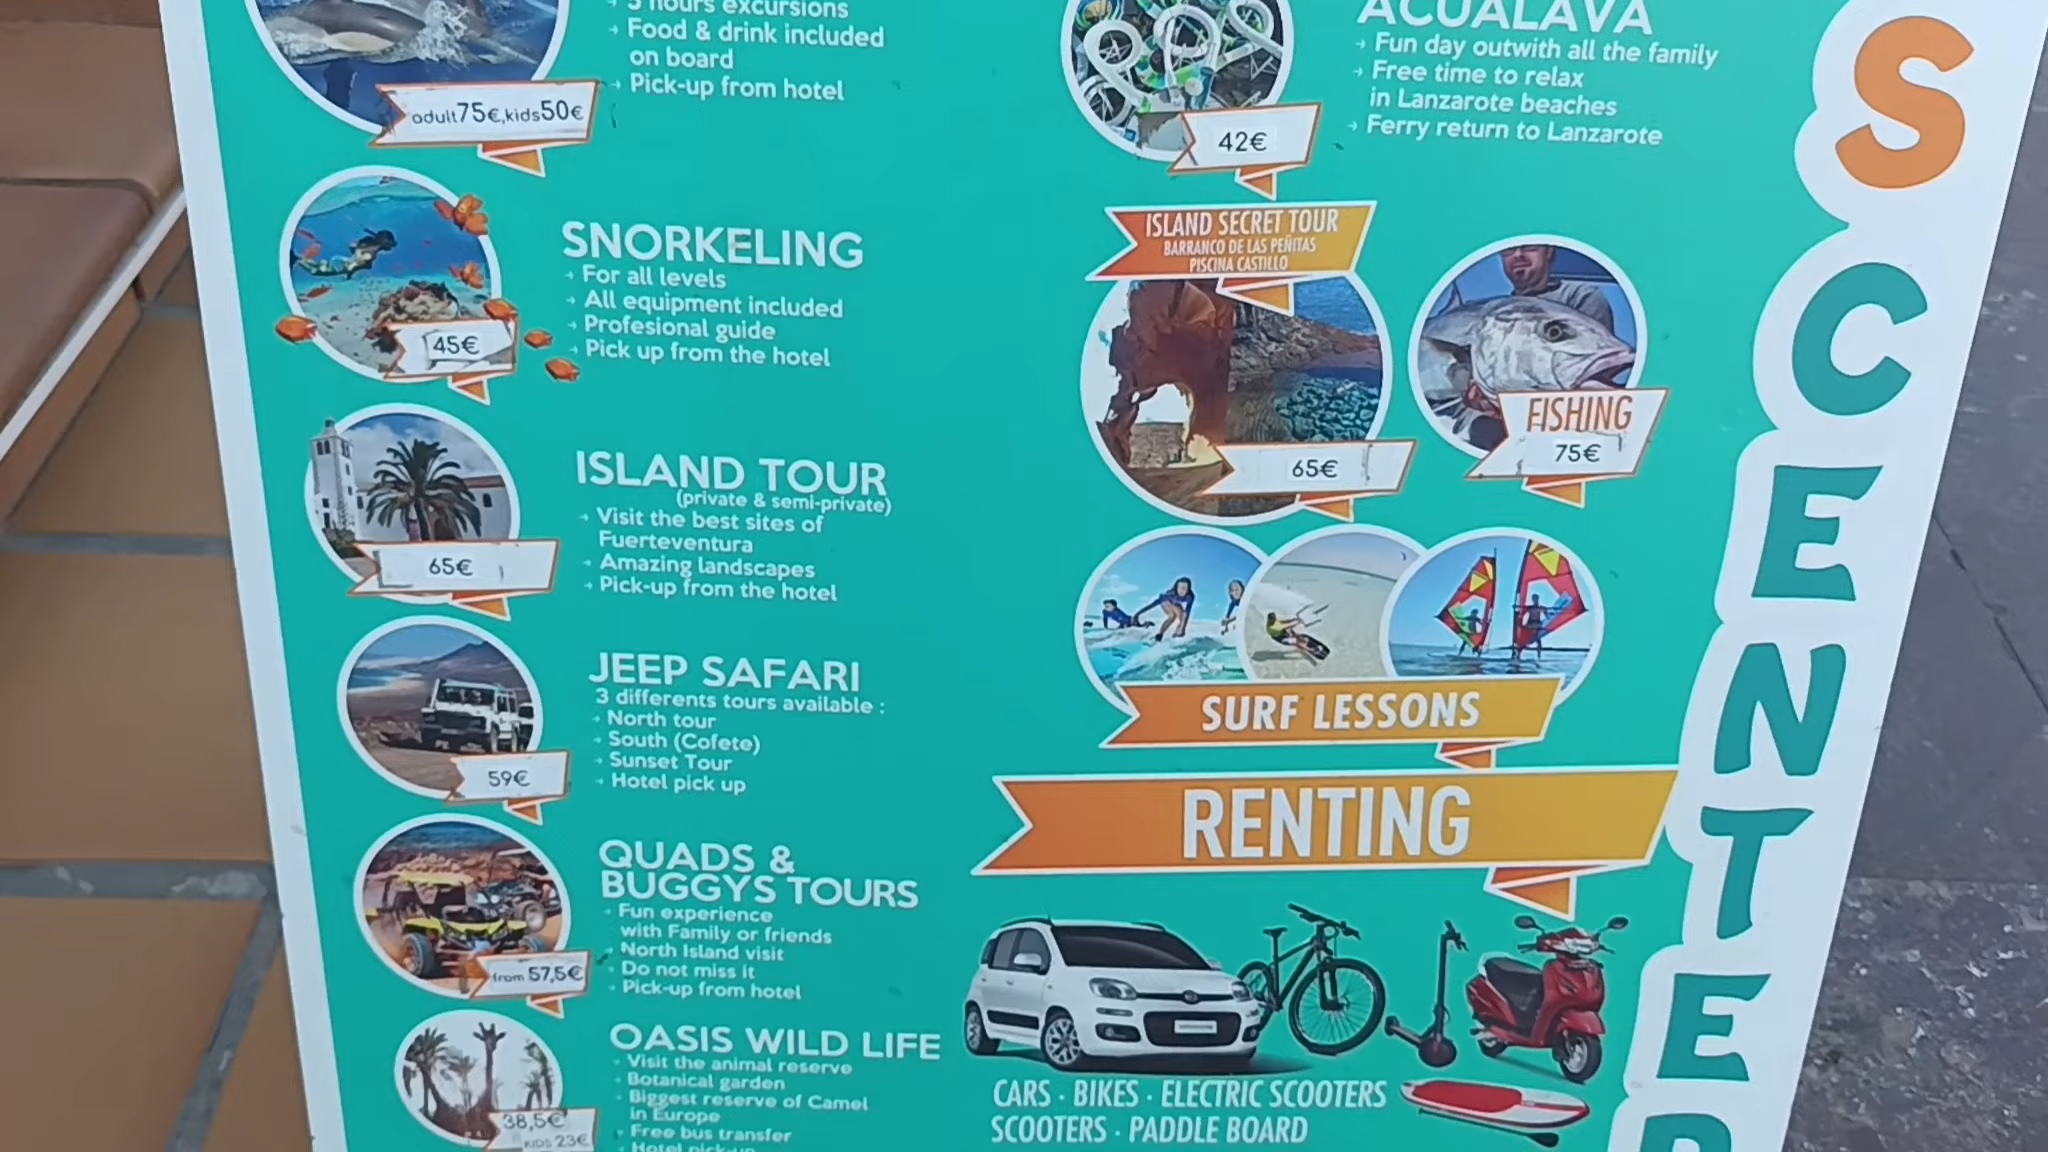 5 hours excursions
Food & drink included
on board
Pick-up from hotel
adult75€,kids50€
SNORKELING
For all levels
All equipment included
Profesional guide
Pick up from the hotel
45€
ISLAND TOUR
(private & semi-private)
Visit the best sites of
Fuerteventura
Amazing landscapes
Pick-up from the hotel
65€
JEEP SAFARI
3 differents tours available :
North tour
South (Cofete)
Sunset Tour
Hotel pick up
59€
QUADS &
BUGGYS TOURS
Fun experience
with Family or friends
North Island visit
Do not miss it
Pick-up from hotel
from 57,5€
OASIS WILD LIFE
Visit the animal reserve
Botanical garden
Biggest reserve of Camel
in Europe
Free bus transfer
Hotel pick-up
38,5€
KIDS 23€
ACUALAVA
Fun day outwith all the family
Free time to relax
in Lanzarote beaches
Ferry return to Lanzarote
42€
ISLAND SECRET TOUR
BARRANCO DE LAS PEÑITAS
PISCINA CASTILLO
65€
FISHING
75€
SURF LESSONS
RENTING
CARS · BIKES · ELECTRIC SCOOTERS
SCOOTERS · PADDLE BOARD
S CENTER